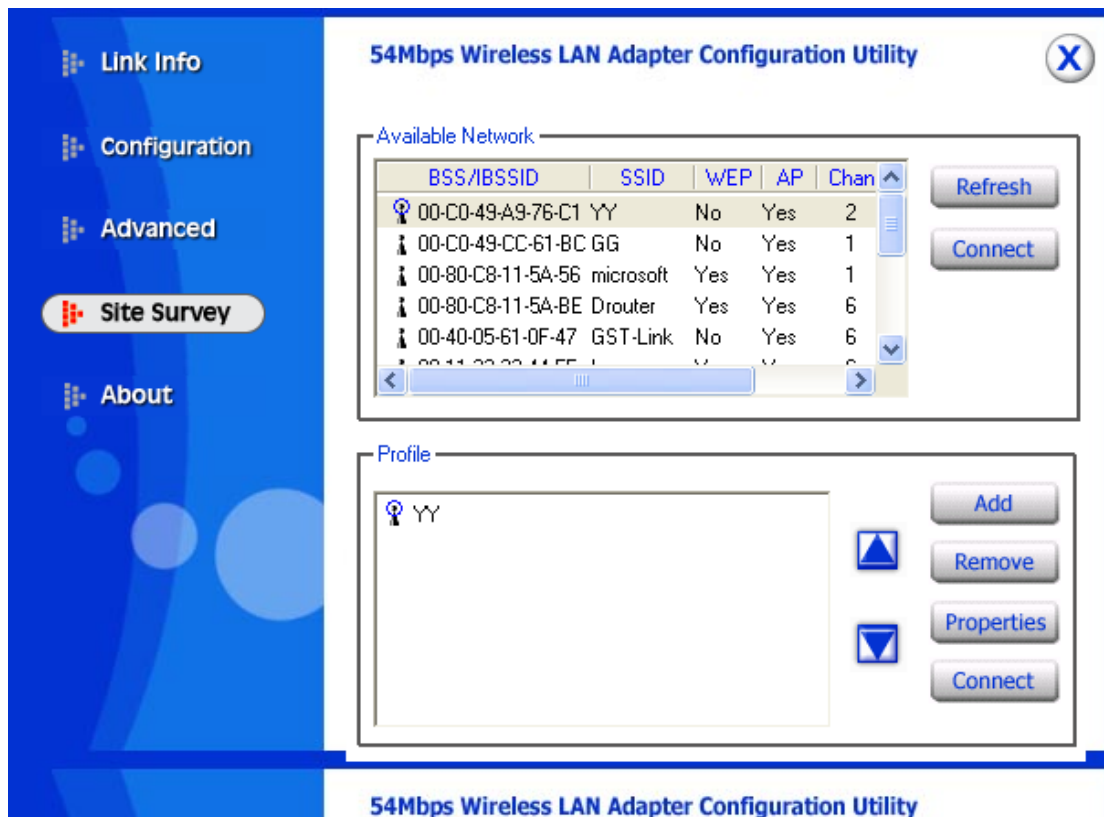 Link Info
Configuration
Advanced
Site Survey
About
54Mbps Wireless LAN Adapter Configuration Utility
X
Available Network
BSS/IBSSID SSID WEP AP Chan
00-C0-49-A9-76-C1 YY No Yes 2
00-C0-49-CC-61-BC GG No Yes 1
00-80-C8-11-5A-56 microsoft Yes Yes 1
00-80-C8-11-5A-BE Drouter Yes Yes 6
00-40-05-61-0F-47 GST-Link No Yes 6
Refresh
Connect
Profile
YY
Add
Remove
Properties
Connect
54Mbps Wireless LAN Adapter Configuration Utility